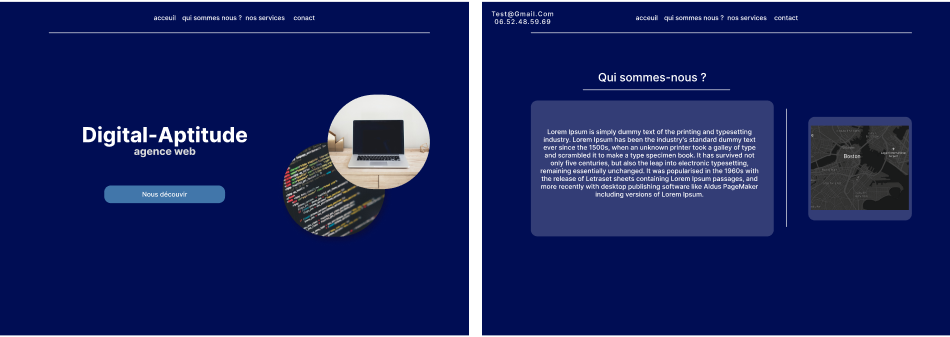 acceuil qui sommes nous ? nos services contact
Digital-Aptitude
agence web
Nous découvir
Test@Gmail.Com
06.52.48.59.69
acceuil qui sommes nous ? nos services contact
Qui sommes-nous ?
Lorem Ipsum is simply dummy text of the printing and typesetting
industry. Lorem Ipsum has been the industry's standard dummy text
ever since the 1500s, when an unknown printer took a galley of type
and scrambled it to make a type specimen book. It has survived not
only five centuries, but also the leap into electronic typesetting,
remaining essentially unchanged. It was popularised in the 1960s with
the release of Letraset sheets containing Lorem Ipsum passages, and
more recently with desktop publishing software like Aldus PageMaker
including versions of Lorem Ipsum.
Boston